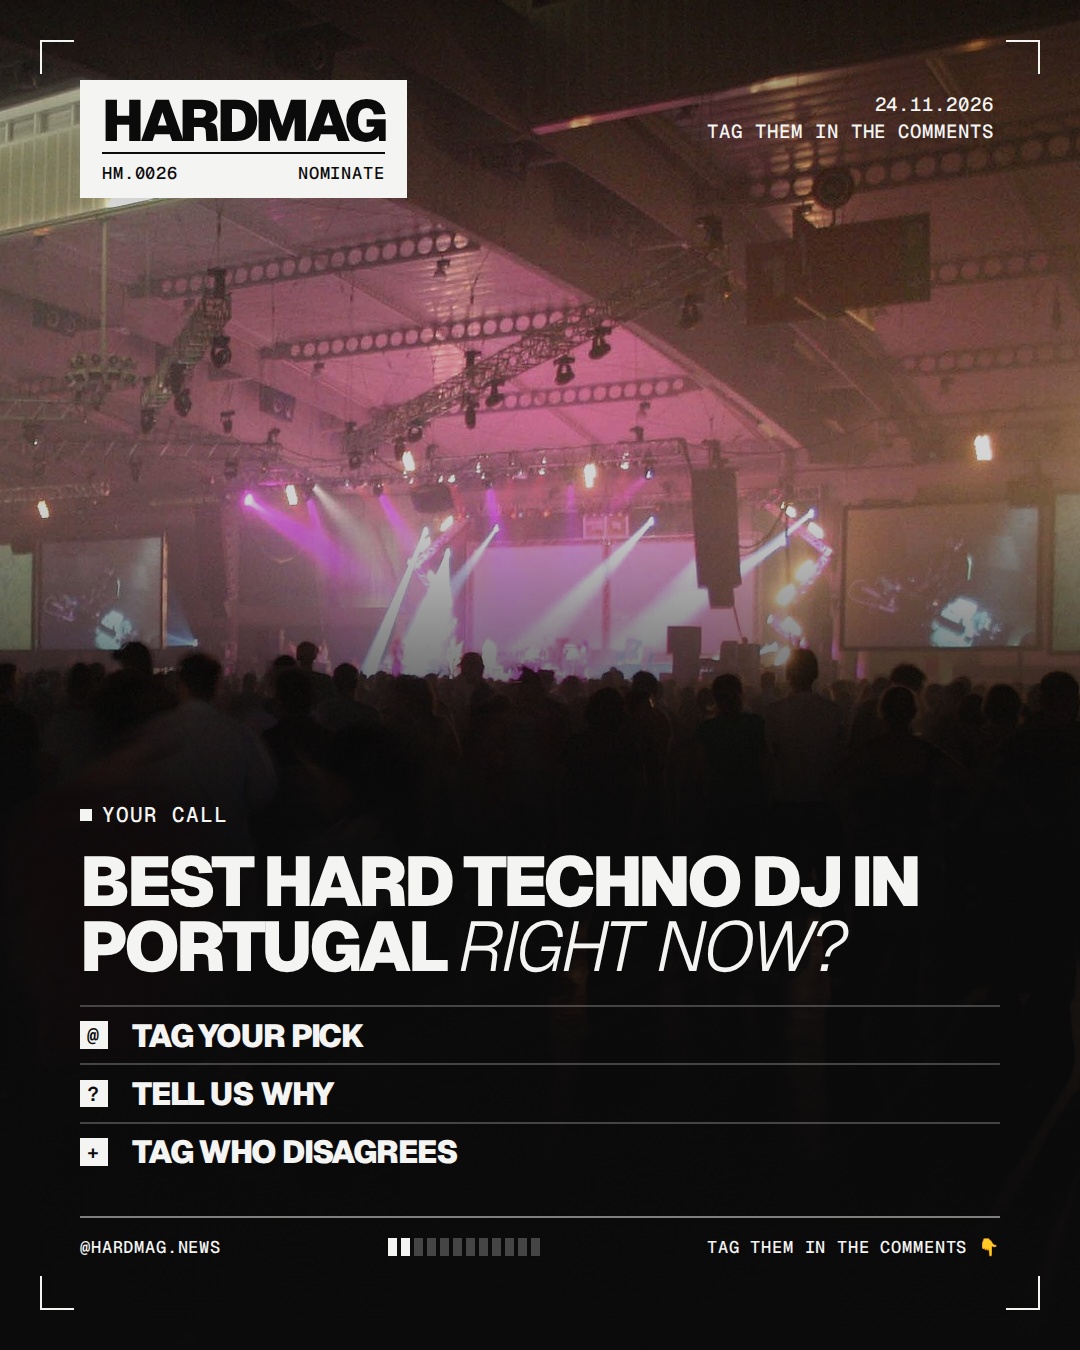 HARDMAG
HM.0026 NOMINATE
24.11.2026
TAG THEM IN THE COMMENTS
YOUR CALL
BEST HARD TECHNO DJ IN
PORTUGAL RIGHT NOW?
@ TAG YOUR PICK
? TELL US WHY
+ TAG WHO DISAGREES
@HARDMAG.NEWS
TAG THEM IN THE COMMENTS 👇